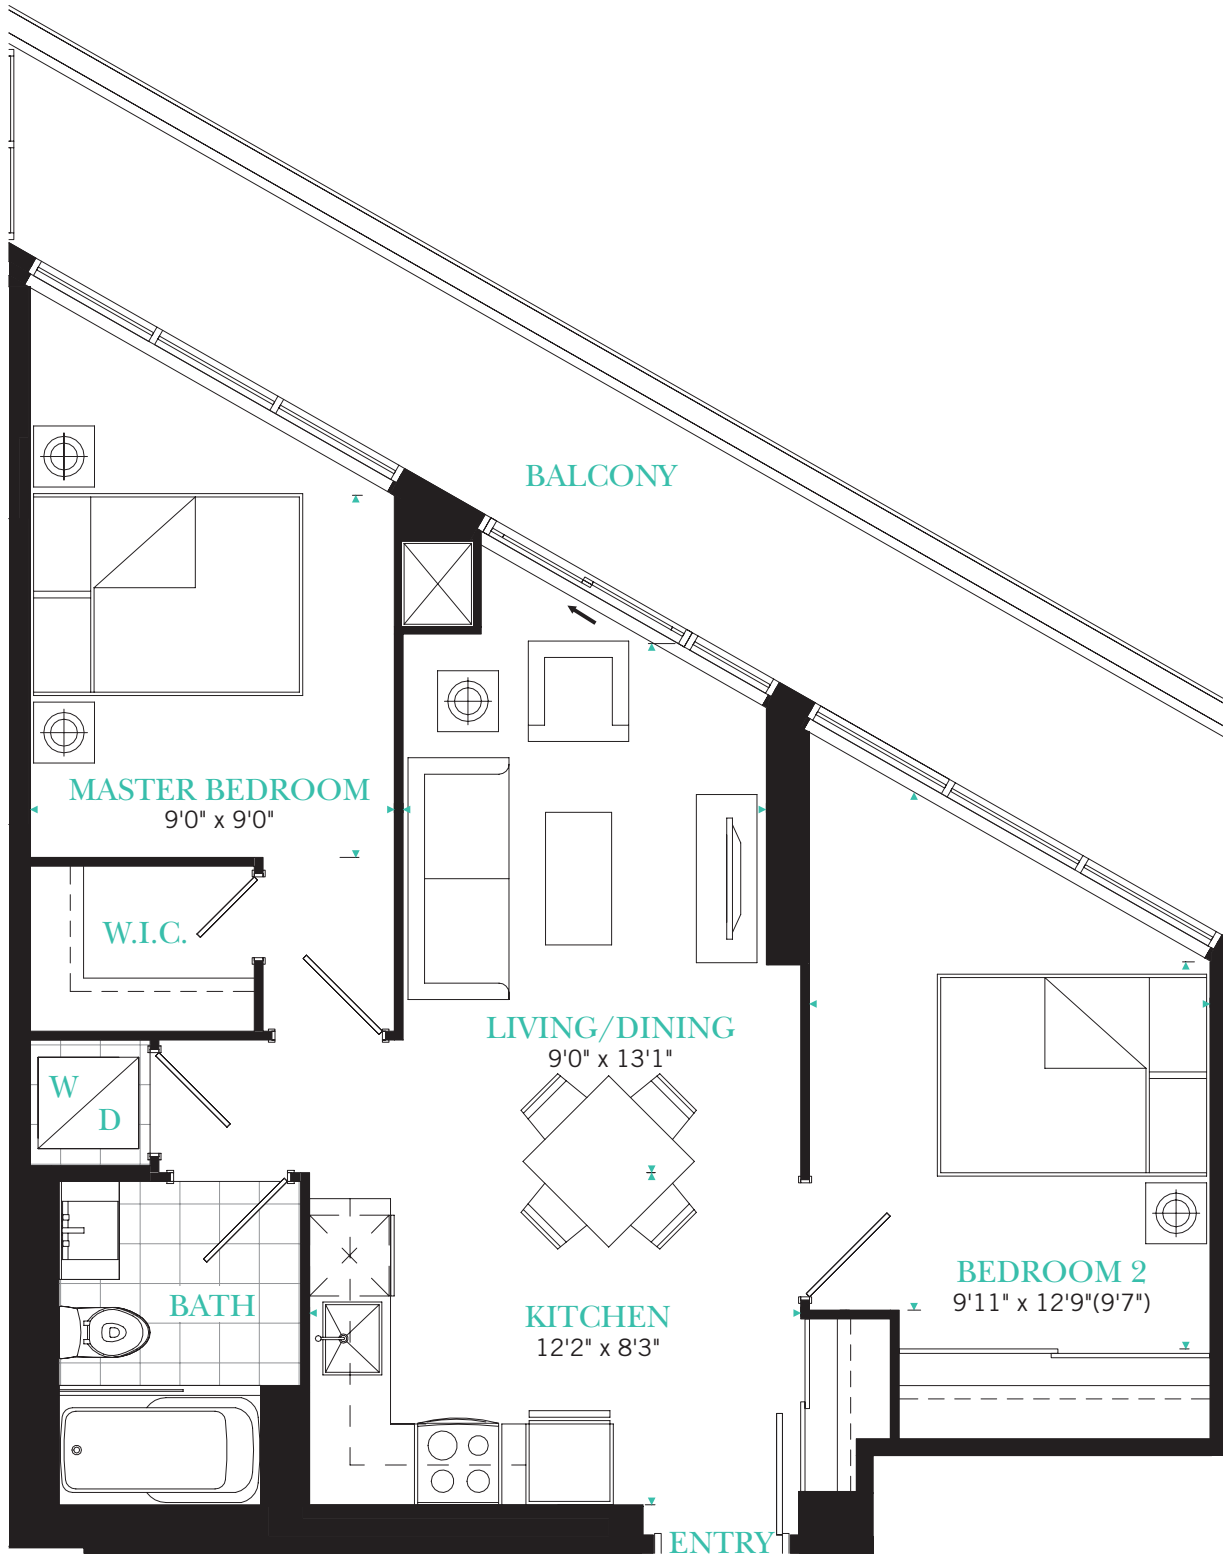 BALCONY
MASTER BEDROOM
9'0" x 9'0"
W.I.C.
LIVING/DINING
9'0" x 13'1"
W
D
BEDROOM 2
9'11" x 12'9"(9'7")
BATH
KITCHEN
12'2" x 8'3"
ENTRY